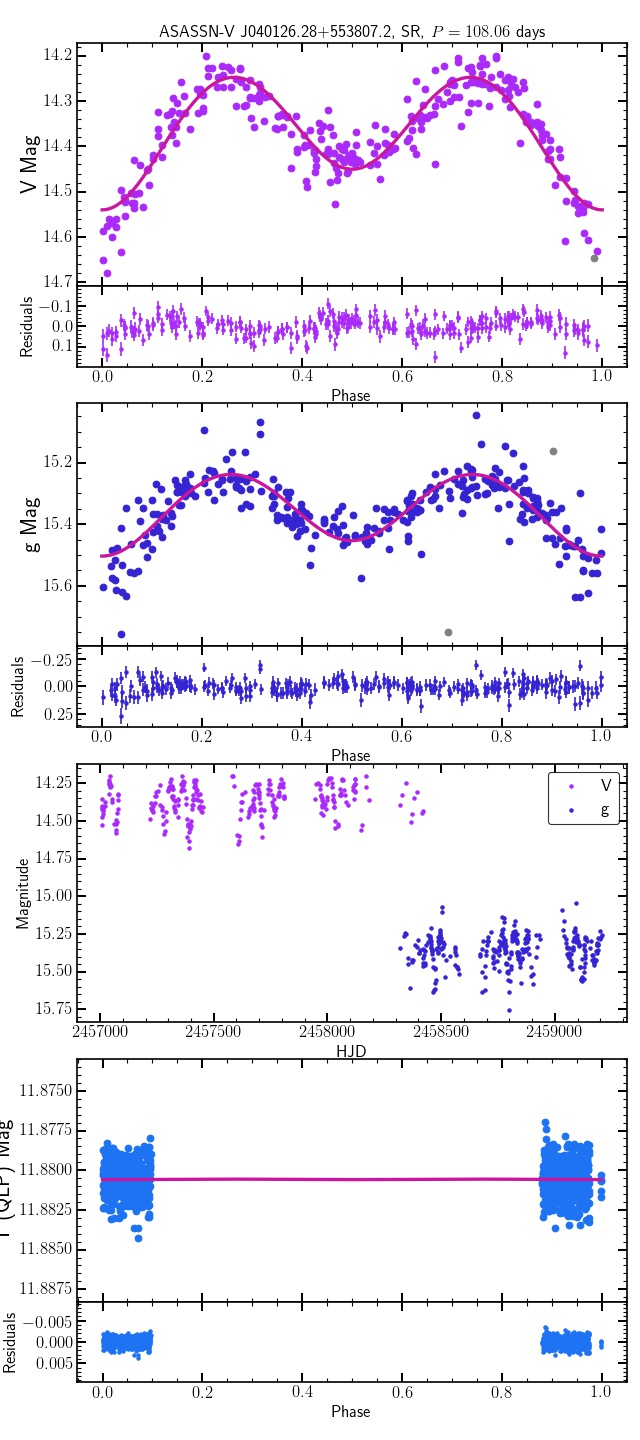 ASASSN-V J040126.28+553807.2, SR, P = 108.06 days
14.2
14.3
14.4
14.5
14.6
14.7
V Mag
−0.1
0.0
0.1
Residuals
0.0 0.2 0.4 0.6 0.8 1.0
Phase
15.2
15.4
15.6
g Mag
−0.25
0.00
0.25
Residuals
0.0 0.2 0.4 0.6 0.8 1.0
Phase
14.25
14.50
14.75
15.00
15.25
15.50
15.75
Magnitude
V
g
2457000 2457500 2458000 2458500 2459000
HJD
11.8750
11.8775
11.8800
11.8825
11.8850
11.8875
(QLP) Mag
−0.005
0.000
0.005
Residuals
0.0 0.2 0.4 0.6 0.8 1.0
Phase